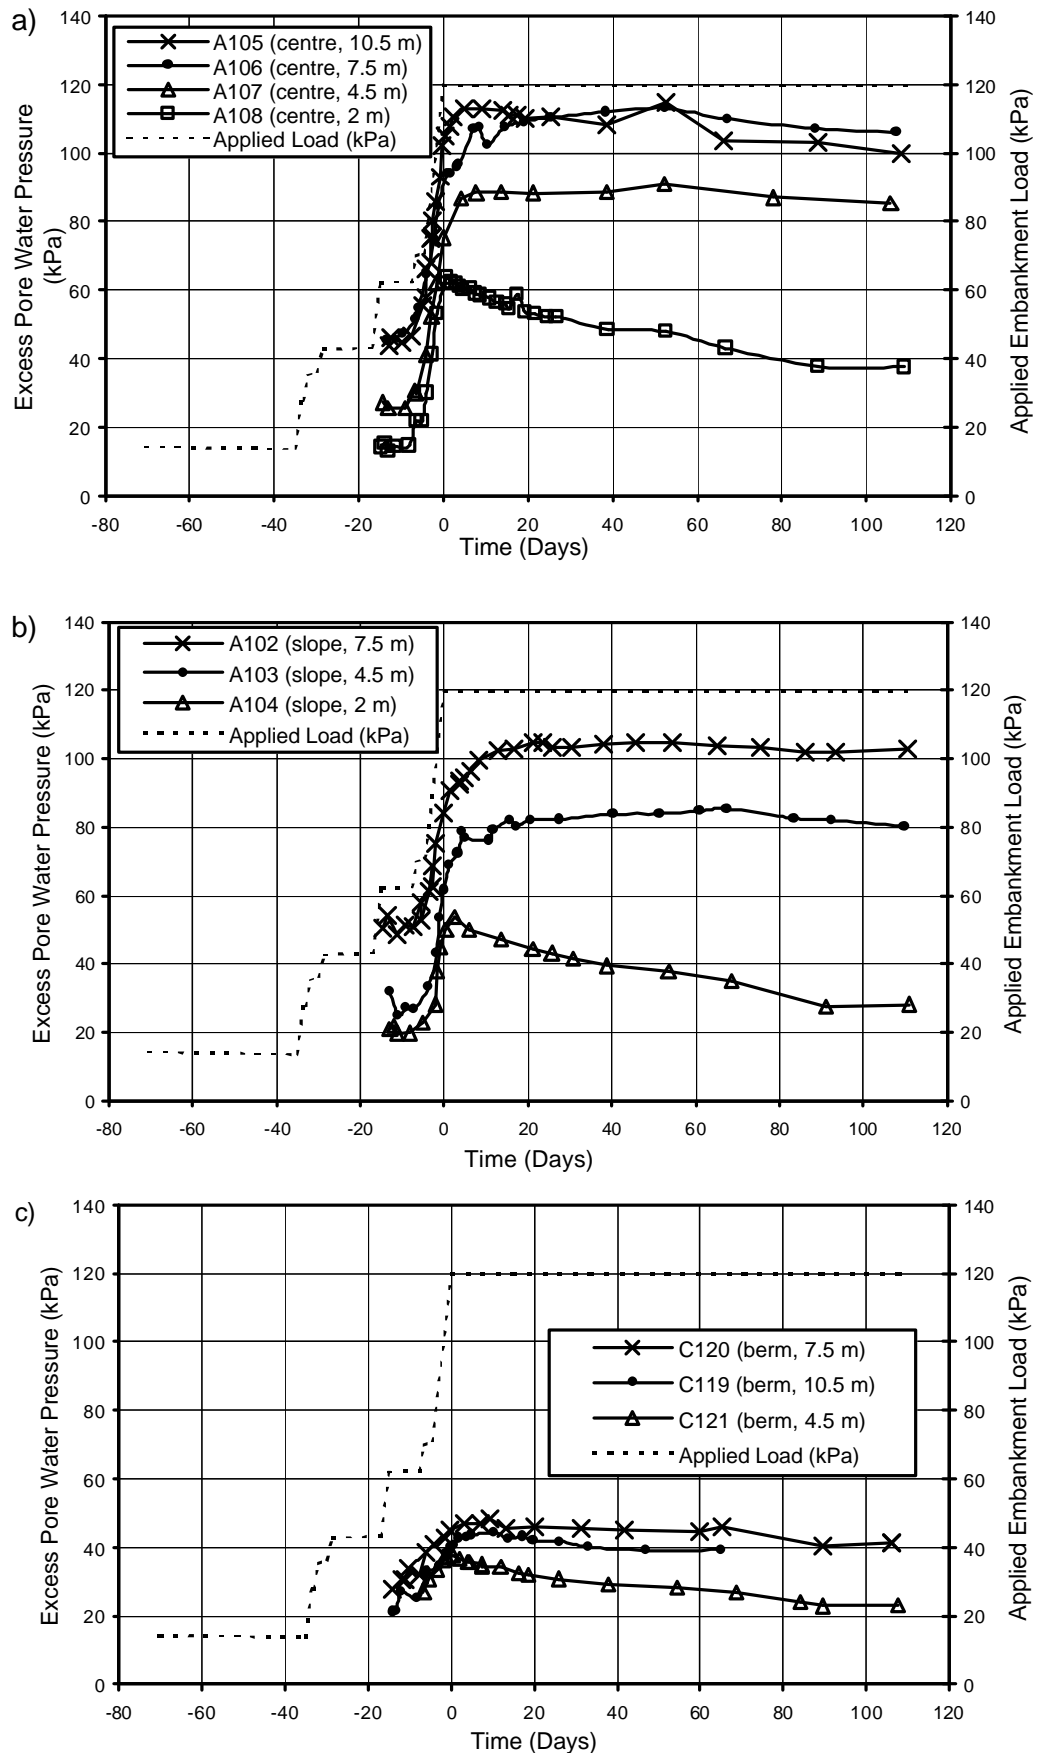 a)
140
120
100
80
60
40
20
0
A105 (centre, 10.5 m)
A106 (centre, 7.5 m)
A107 (centre, 4.5 m)
A108 (centre, 2 m)
Applied Load (kPa)
Excess Pore Water Pressure
(kPa)
140
120
100
80
60
40
20
0
Applied Embankment Load (kPa)
-80 -60 -40 -20 0 20 40 60 80 100 120
Time (Days)
b)
140
120
100
80
60
40
20
0
A102 (slope, 7.5 m)
A103 (slope, 4.5 m)
A104 (slope, 2 m)
Applied Load (kPa)
Excess Pore Water Pressure (kPa)
140
120
100
80
60
40
20
0
Applied Embankment Load (kPa)
-80 -60 -40 -20 0 20 40 60 80 100 120
Time (Days)
c)
140
120
100
80
60
40
20
0
C120 (berm, 7.5 m)
C119 (berm, 10.5 m)
C121 (berm, 4.5 m)
Applied Load (kPa)
Excess Pore Water Pressure (kPa)
140
120
100
80
60
40
20
0
Applied Embankment Load (kPa)
-80 -60 -40 -20 0 20 40 60 80 100 120
Time (Days)